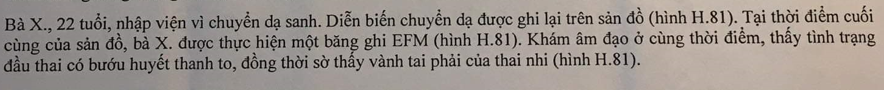 Bà X., 22 tuổi, nhập viện vì chuyển dạ sanh. Diễn biến chuyển dạ được ghi lại trên sản đồ (hình H.81). Tại thời điểm cuối
cùng của sản đồ, bà X. được thực hiện một băng ghi EFM (hình H.81). Khám âm đạo ở cùng thời điểm, thấy tình trạng
đầu thai có bướu huyết thanh to, đồng thời sờ thấy vành tai phải của thai nhi (hình H.81).